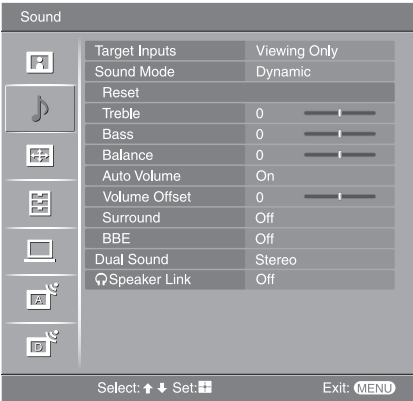 Sound
Target Inputs Viewing Only
Sound Mode Dynamic
Reset
Treble 0
Bass 0
Balance 0
Auto Volume On
Volume Offset 0
Surround Off
BBE Off
Dual Sound Stereo
Speaker Link Off
A
D
Select: Set: Exit: MENU